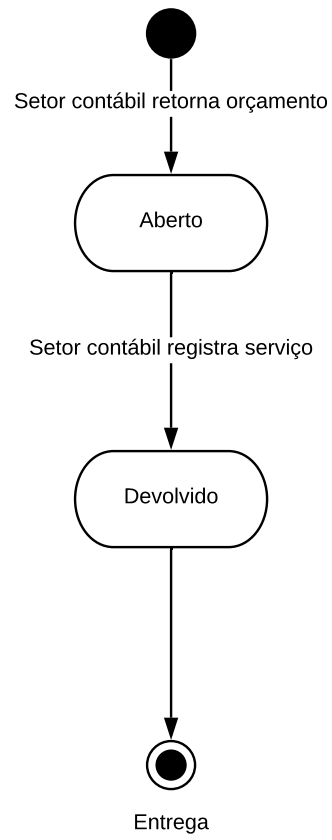 Setor contábil retorna orçamento
Aberto
Setor contábil registra serviço
Devolvido
Entrega